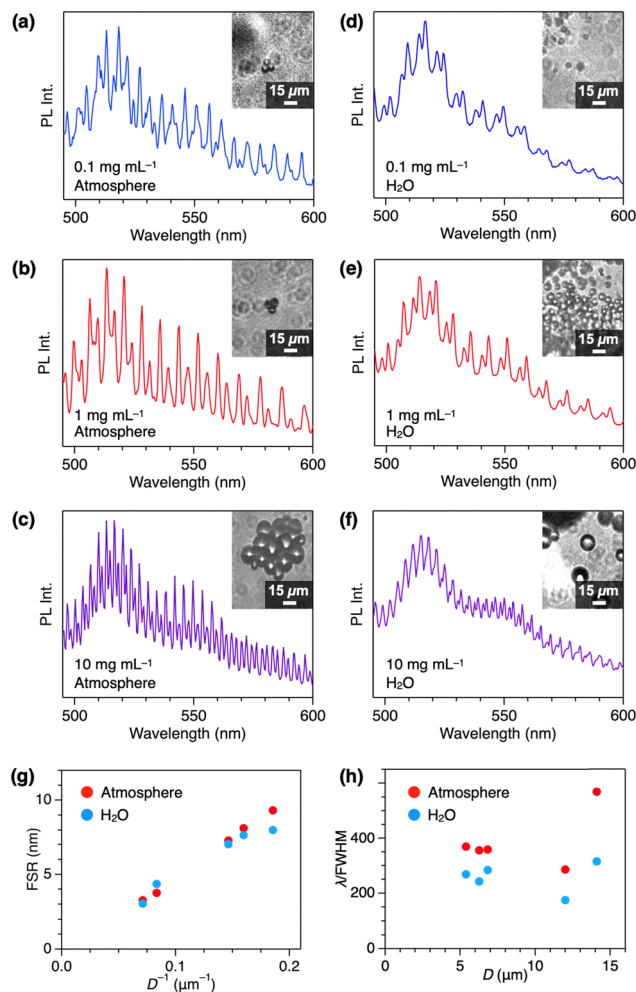 (a)
PL Int.
15 µm
0.1 mg mL⁻¹
Atmosphere
500
550
600
Wavelength (nm)
(d)
PL Int.
15 µm
0.1 mg mL⁻¹
H₂O
500
550
600
Wavelength (nm)
(b)
PL Int.
15 µm
1 mg mL⁻¹
Atmosphere
500
550
600
Wavelength (nm)
(e)
PL Int.
15 µm
1 mg mL⁻¹
H₂O
500
550
600
Wavelength (nm)
(c)
PL Int.
15 µm
10 mg mL⁻¹
Atmosphere
500
550
600
Wavelength (nm)
(f)
PL Int.
15 µm
10 mg mL⁻¹
H₂O
500
550
600
Wavelength (nm)
(g)
Atmosphere
H₂O
FSR (nm)
10
5
0
0.0
0.1
0.2
D⁻¹ (µm⁻¹)
(h)
Atmosphere
H₂O
λ/FWHM
400
200
0
0
5
10
15
D (µm)